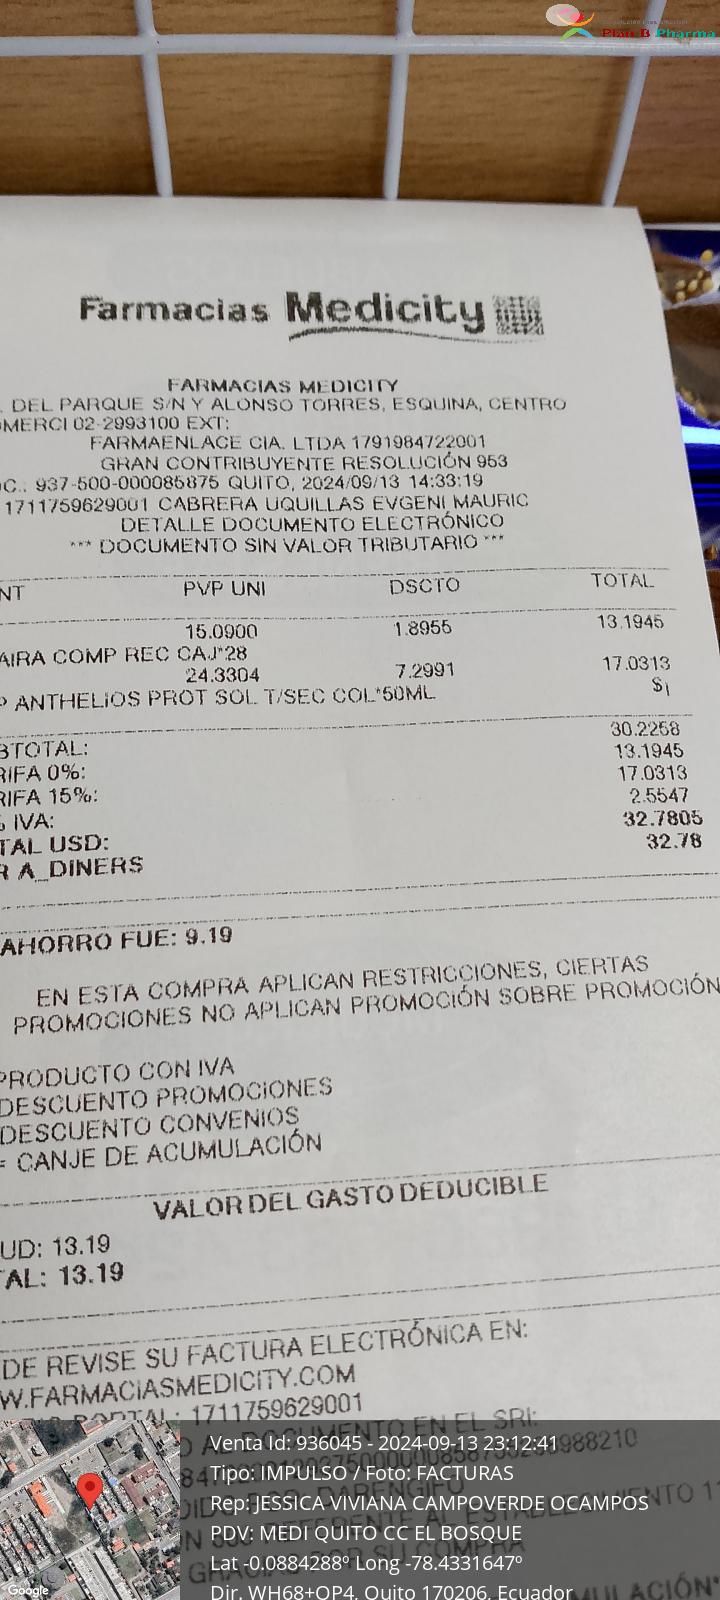 Plan B Pharma
Farmacias Medicity
FARMACIAS MEDICITY
. DEL PARQUE S/N Y ALONSO TORRES, ESQUINA, CENTRO
OMERCI 02-2993100 EXT:
FARMAENLACE CIA. LTDA 1791984722001
GRAN CONTRIBUYENTE RESOLUCIÓN 953
OC.: 937-500-000085875 QUITO, 2024/09/13 14:33:19
1711759629001 CABRERA UQUILLAS EVGENI MAURIC
DETALLE DOCUMENTO ELECTRÓNICO
*** DOCUMENTO SIN VALOR TRIBUTARIO ***
NT PVP UNI DSCTO TOTAL
15.0900 1.8955 13.1945
AIRA COMP REC CAJ*28
24.3304 7.2991 17.0313
P ANTHELIOS PROT SOL T/SEC COL*50ML $¡
BTOTAL: 30.2258
RIFA 0%: 13.1945
RIFA 15%: 17.0313
% IVA: 2.5547
TAL USD: 32.7805
R A_DINERS 32.78
AHORRO FUE: 9.19
EN ESTA COMPRA APLICAN RESTRICCIONES, CIERTAS
PROMOCIONES NO APLICAN PROMOCIÓN SOBRE PROMOCIÓN
PRODUCTO CON IVA
DESCUENTO PROMOCIONES
DESCUENTO CONVENIOS
= CANJE DE ACUMULACIÓN
VALOR DEL GASTO DEDUCIBLE
UD: 13.19
TAL: 13.19
DE REVISE SU FACTURA ELECTRÓNICA EN:
W.FARMACIASMEDICITY.COM
PORTAL: 1711759629001
DOCUMENTO EN EL SRI:
Venta Id: 936045 - 2024-09-13 23:12:41
Tipo: IMPULSO / Foto: FACTURAS
Rep: JESSICA VIVIANA CAMPOVERDE OCAMPOS
PDV: MEDI QUITO CC EL BOSQUE
Lat -0.0884288º Long -78.4331647º
Dir. WH68+QP4, Quito 170206, Ecuador
Google